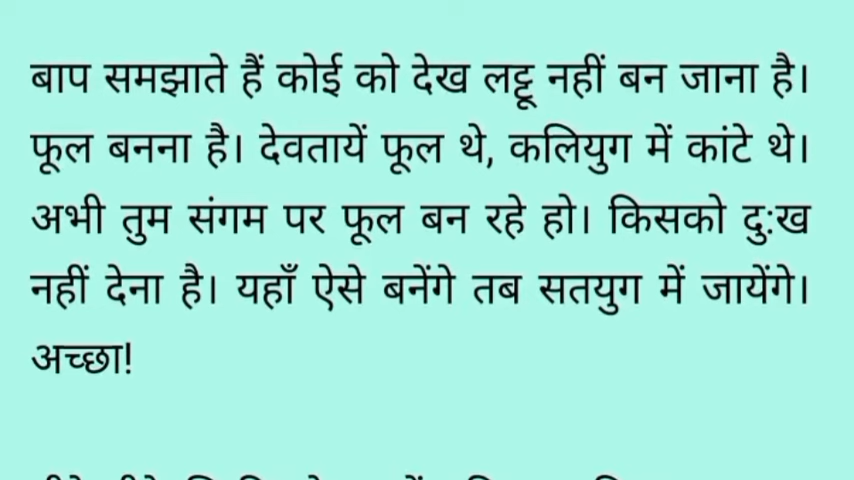 बाप समझाते हैं कोई को देख लट्टू नहीं बन जाना है।
फूल बनना है। देवतायें फूल थे, कलियुग में कांटे थे।
अभी तुम संगम पर फूल बन रहे हो। किसको दु:ख
नहीं देना है। यहाँ ऐसे बनेंगे तब सतयुग में जायेंगे।
अच्छा!